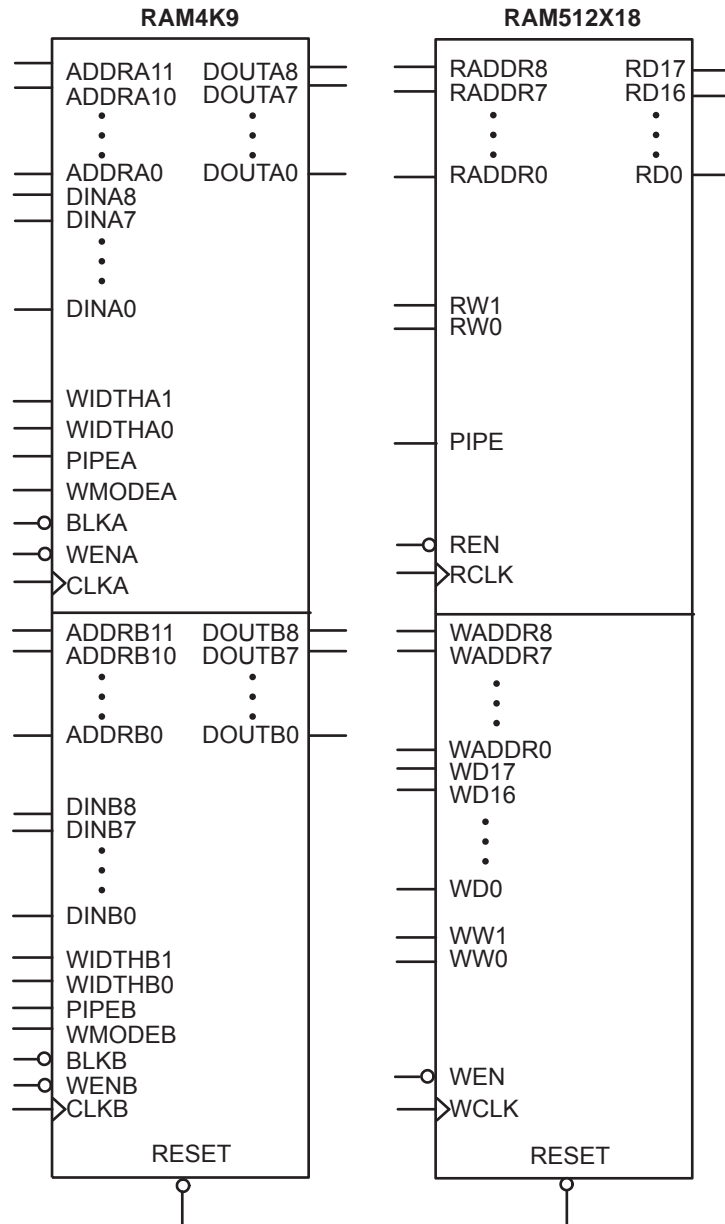 RAM4K9
ADDRA11 DOUTA8
ADDRA10 DOUTA7
ADDRA0 DOUTA0
DINA8
DINA7
DINA0
WIDTHA1
WIDTHA0
PIPEA
WMODEA
BLKA
WENA
CLKA
ADDRB11 DOUTB8
ADDRB10 DOUTB7
ADDRB0 DOUTB0
DINB8
DINB7
DINB0
WIDTHB1
WIDTHB0
PIPEB
WMODEB
BLKB
WENB
CLKB
RESET
RAM512X18
RADDR8 RD17
RADDR7 RD16
RADDR0 RD0
RW1
RW0
PIPE
REN
RCLK
WADDR8
WADDR7
WADDR0
WD17
WD16
WD0
WW1
WW0
WEN
WCLK
RESET